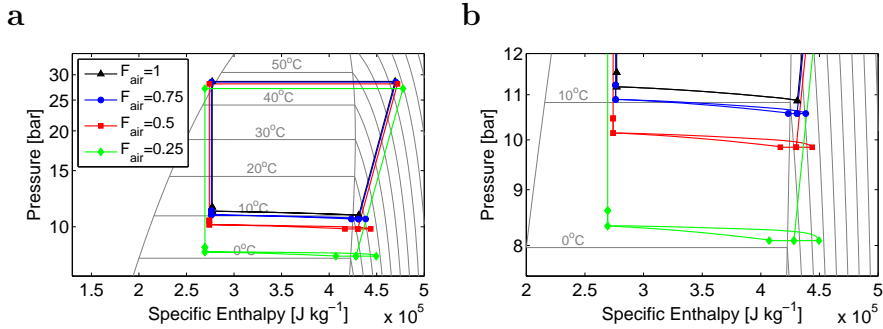 a
b
F_air=1
F_air=0.75
F_air=0.5
F_air=0.25
50°C
40°C
30°C
20°C
10°C
0°C
30
25
20
15
10
Pressure [bar]
1.5 2 2.5 3 3.5 4 4.5 5
Specific Enthalpy [J kg⁻¹]
x 10⁵
12
11
10
9
8
Pressure [bar]
10°C
0°C
2 2.5 3 3.5 4 4.5 5
Specific Enthalpy [J kg⁻¹]
x 10⁵